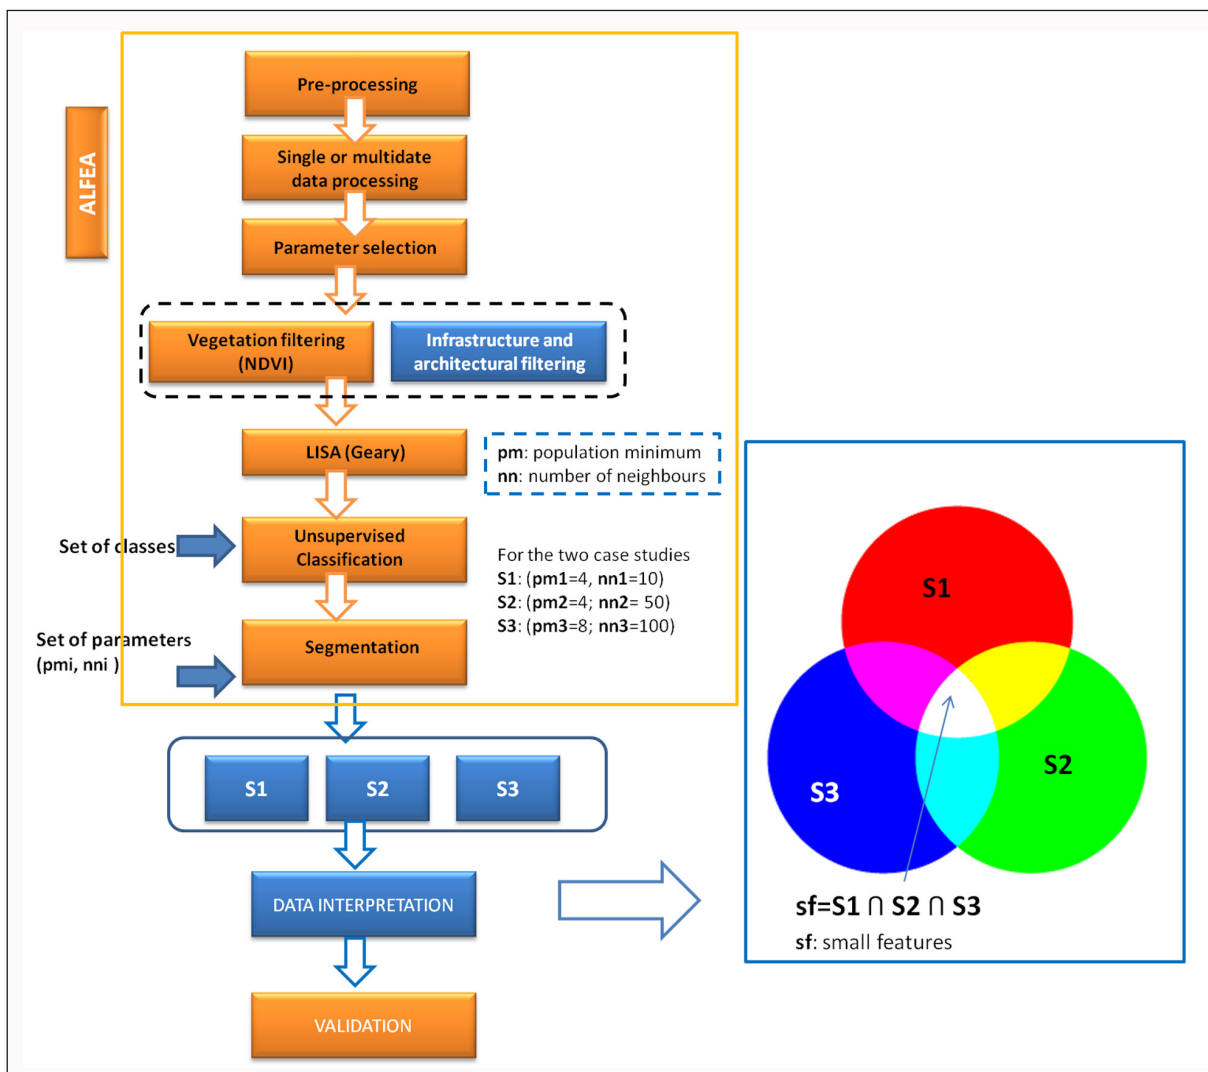 ALFEA
Pre-processing
Single or multidate
data processing
Parameter selection
Vegetation filtering
(NDVI)
Infrastructure and
architectural filtering
LISA (Geary)
pm: population minimum
nn: number of neighbours
Set of classes
Unsupervised
Classification
For the two case studies
S1: (pm1=4, nn1=10)
S2: (pm2=4; nn2= 50)
S3: (pm3=8; nn3=100)
Set of parameters
(pmi, nni )
Segmentation
S1
S2
S3
DATA INTERPRETATION
VALIDATION
S1
S2
S3
sf=S1 ∩ S2 ∩ S3
sf: small features